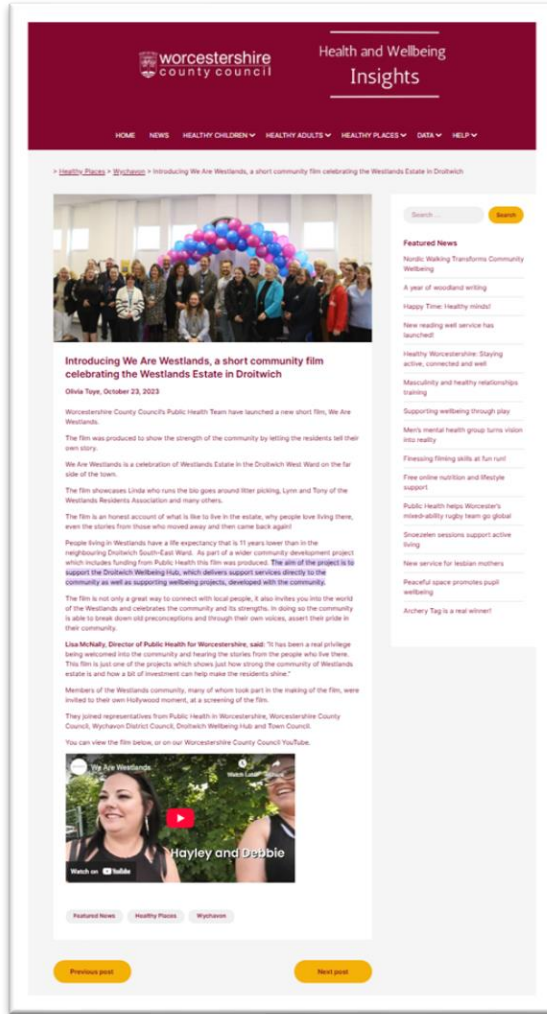 worcestershire
county council
Health and Wellbeing
Insights
HOME NEWS HEALTHY CHILDREN HEALTHY ADULTS HEALTHY PLACES DATA HELP
> Healthy Places > Wychavon > Introducing We Are Westlands, a short community film celebrating the Westlands Estate in Droitwich
Introducing We Are Westlands, a short community film
celebrating the Westlands Estate in Droitwich
Olivia Toye, October 23, 2023
Worcestershire County Council's Public Health Team have launched a new short film, We Are
Westlands.
The film was produced to show the strength of the community by letting the residents tell their
own story.
We Are Westlands is a celebration of Westlands Estate in the Droitwich West Ward on the far
side of the town.
The film showcases Linda who runs the bio goes around litter picking, Lynn and Tony of the
Westlands Residents Association and many others.
The film is an honest account of what is like to live in the estate, why people love living there,
even the stories from those who moved away and then came back again!
People living in Westlands have a life expectancy that is 11 years lower than in the
neighbouring Droitwich South-East Ward. As part of a wider community development project
which includes funding from Public Health this film was produced. The aim of the project is to
support the Droitwich Wellbeing Hub, which delivers support services directly to the
community as well as supporting wellbeing projects, developed with the community.
The film is not only a great way to connect with local people, it also invites you into the world
of the Westlands and celebrates the community and its strengths. In doing so the community
is able to break down old preconceptions and through their own voices, assert their pride in
their community.
Lisa McNally, Director of Public Health for Worcestershire, said: "It has been a real privilege
being welcomed into the community and hearing the stories from the people who live there.
This film is just one of the projects which shows just how strong the community of Westlands
estate is and how a bit of investment can help make the residents shine."
Members of the Westlands community, many of whom took part in the making of the film, were
invited to their own Hollywood moment, at a screening of the film.
They joined representatives from Public Health in Worcestershire, Worcestershire County
Council, Wychavon District Council, Droitwich Wellbeing Hub and Town Council.
You can view the film below, or on our Worcestershire County Council YouTube.
We Are Westlands
Watch Later Share
Hayley and Debbie
Watch on YouTube
Featured News Healthy Places Wychavon
Previous post Next post
Search ... Search
Featured News
Nordic Walking Transforms Community
Wellbeing
A year of woodland writing
Happy Time: Healthy minds!
New reading well service has
launched!
Healthy Worcestershire: Staying
active, connected and well
Masculinity and healthy relationships
training
Supporting wellbeing through play
Men's mental health group turns vision
into reality
Finessing filming skills at fun run!
Free online nutrition and lifestyle
support
Public Health helps Worcester's
mixed-ability rugby team go global
Snoezelen sessions support active
living
New service for lesbian mothers
Peaceful space promotes pupil
wellbeing
Archery Tag is a real winner!